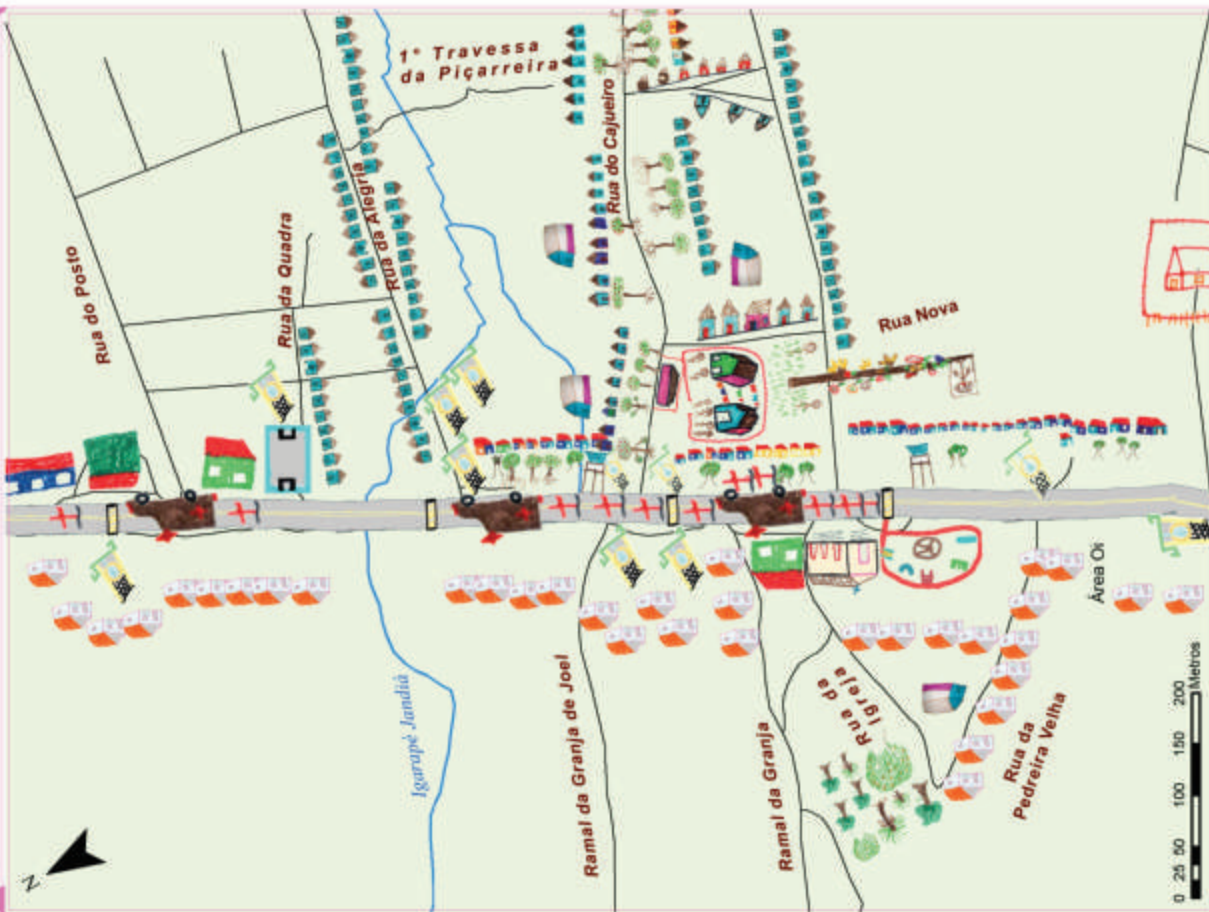 1ª Travessa
da Piçarreira
Rua do Cajueiro
Rua da Alegria
Rua da Quadra
Rua do Posto
Rua Nova
Igarapé Jandiá
Ramal da Granja de Joel
Ramal da Granja
Rua da
Igreja
Rua da
Pedreira Velha
Área Oi
N
0 25 50 100 150 200
Metros